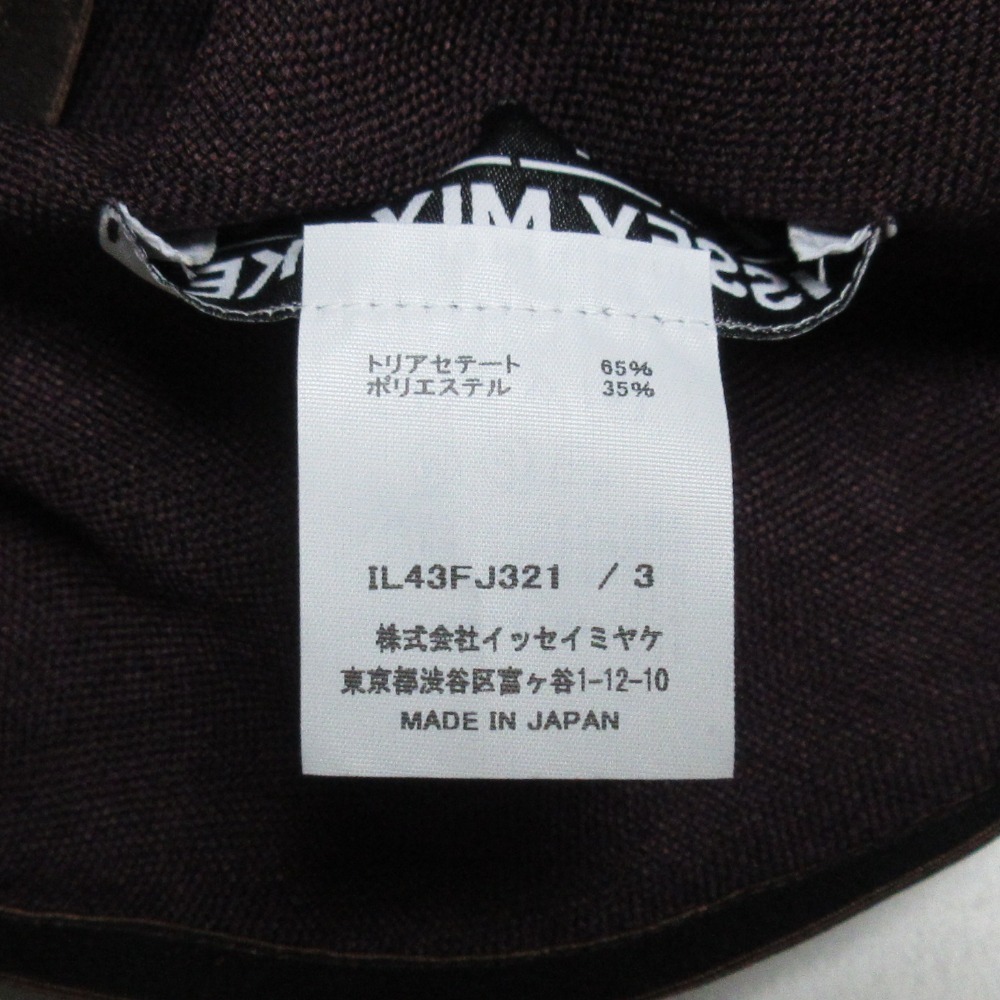 ISSEY MIYAKE
トリアセテート 65%
ポリエステル 35%
IL43FJ321 / 3
株式会社イッセイミヤケ
東京都渋谷区富ヶ谷1-12-10
MADE IN JAPAN